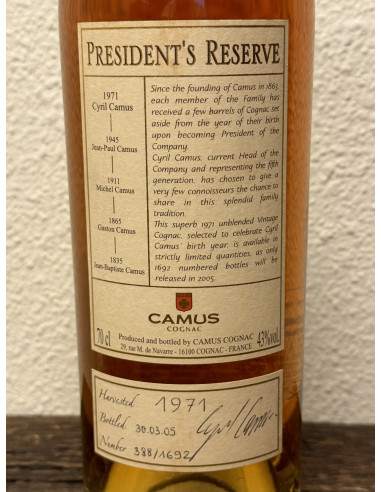 PRESIDENT'S RESERVE
1971
Cyril Camus
1945
Jean-Paul Camus
1911
Michel Camus
1865
Gaston Camus
1835
Jean-Baptiste Camus
Since the founding of Camus in 1863,
each member of the Family has
received a few barrels of Cognac set
aside from the year of their birth
upon becoming President of the
Company.
Cyril Camus, current Head of the
Company and representing the fifth
generation, has chosen to give a
very few connoisseurs the chance to
share in this splendid family
tradition.
This superb 1971 unblended Vintage
Cognac, selected to celebrate Cyril
Camus' birth year, is available in
strictly limited quantities, as only
1692 numbered bottles will be
released in 2005.
CAMUS
COGNAC
70 cl
Produced and bottled by CAMUS COGNAC
29, rue M. de Navarre - 16100 COGNAC - FRANCE
43%vol.
Harvested 1971
Bottled 30.03.05
Number 388/1692
Cyril Camus